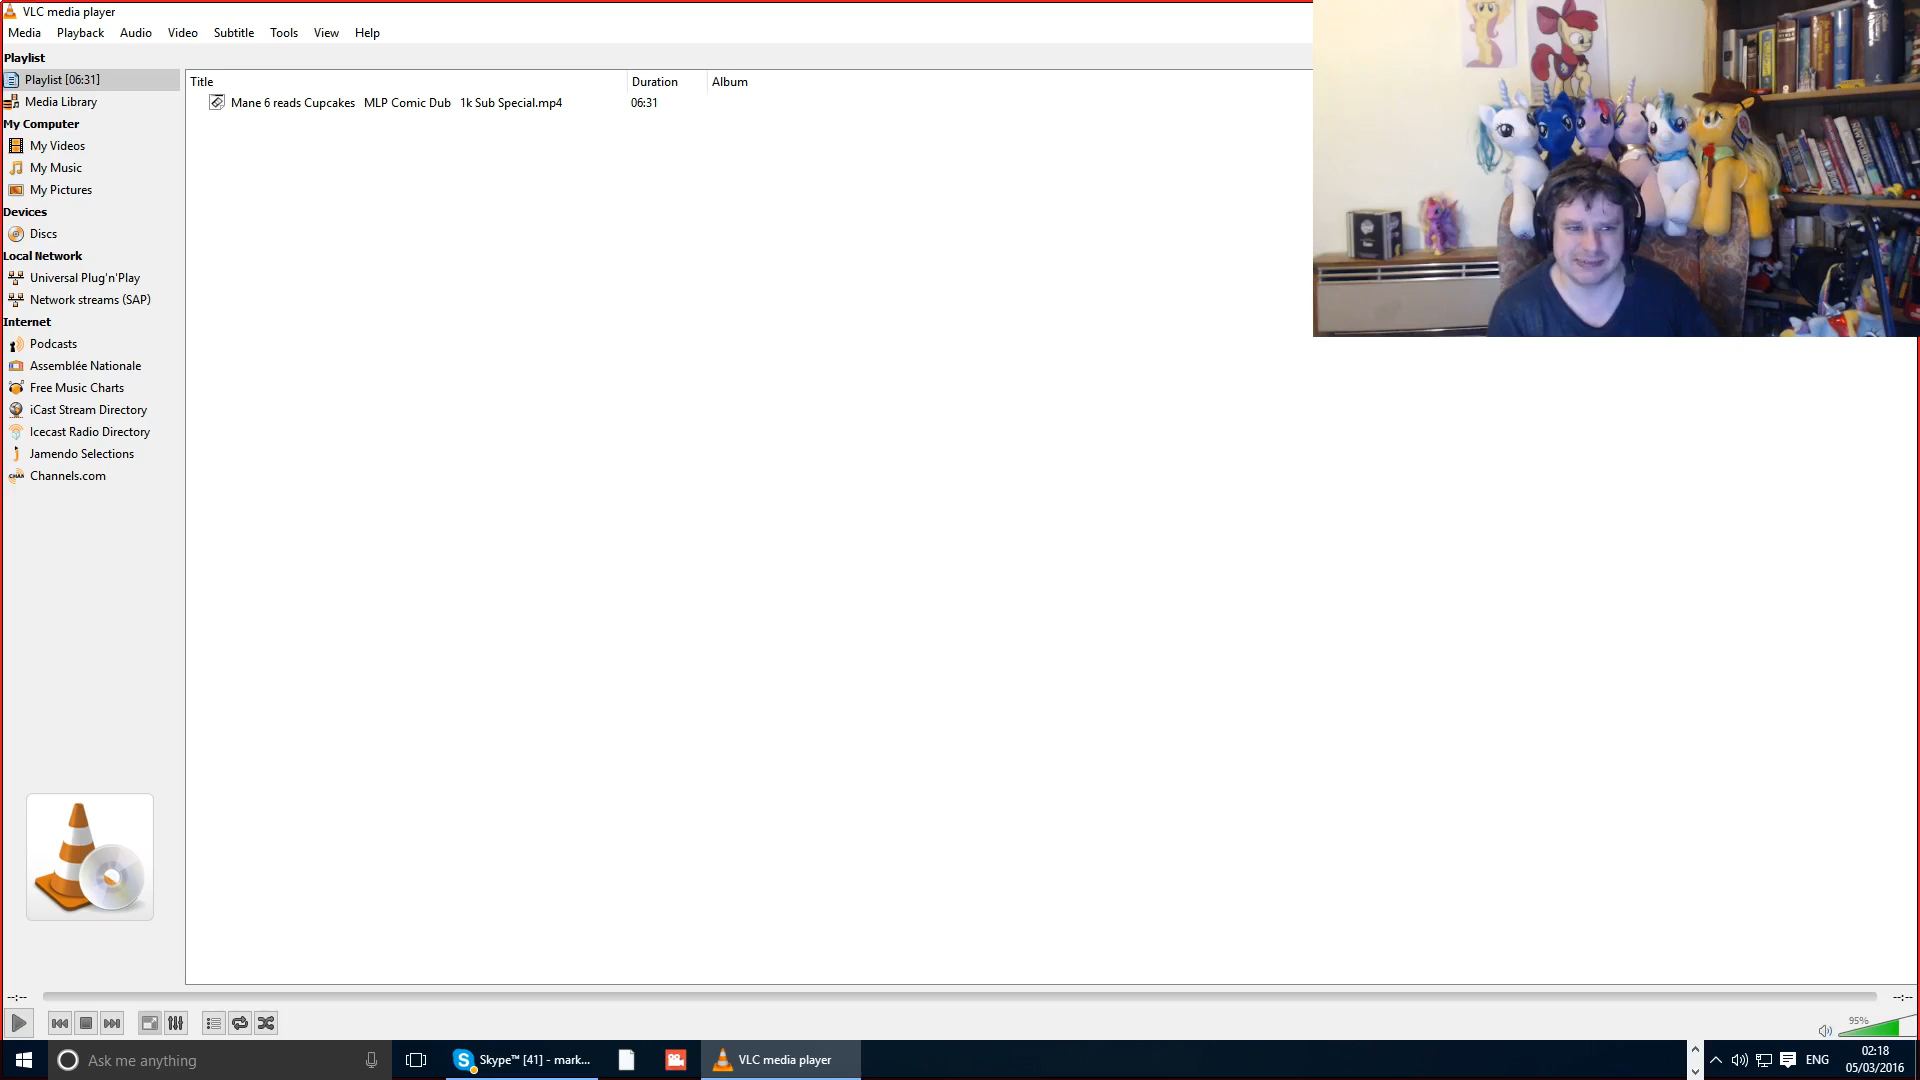 VLC media player
Media Playback Audio Video Subtitle Tools View Help
Playlist
Playlist [06:31]
Media Library
My Computer
My Videos
My Music
My Pictures
Devices
Discs
Local Network
Universal Plug'n'Play
Network streams (SAP)
Internet
Podcasts
Assemblée Nationale
Free Music Charts
iCast Stream Directory
Icecast Radio Directory
Jamendo Selections
Channels.com
Title Duration Album
Mane 6 reads Cupcakes MLP Comic Dub 1k Sub Special.mp4 06:31
--:-- --:--
95%
Ask me anything
Skype™ [41] - mark...
VLC media player
ENG
02:18
05/03/2016